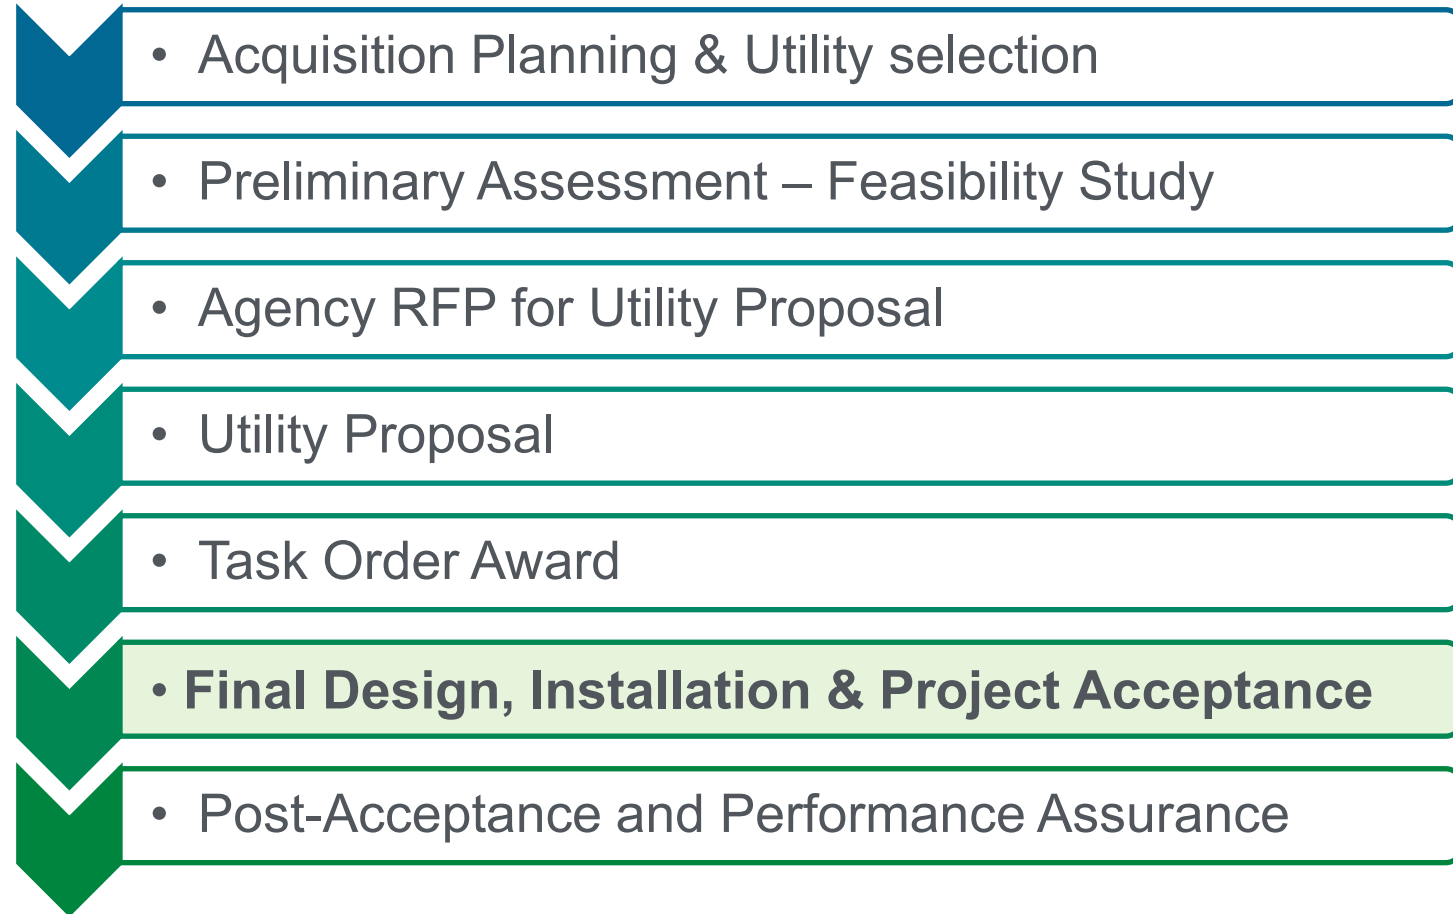 • Acquisition Planning & Utility selection
• Preliminary Assessment – Feasibility Study
• Agency RFP for Utility Proposal
• Utility Proposal
• Task Order Award
• Final Design, Installation & Project Acceptance
• Post-Acceptance and Performance Assurance